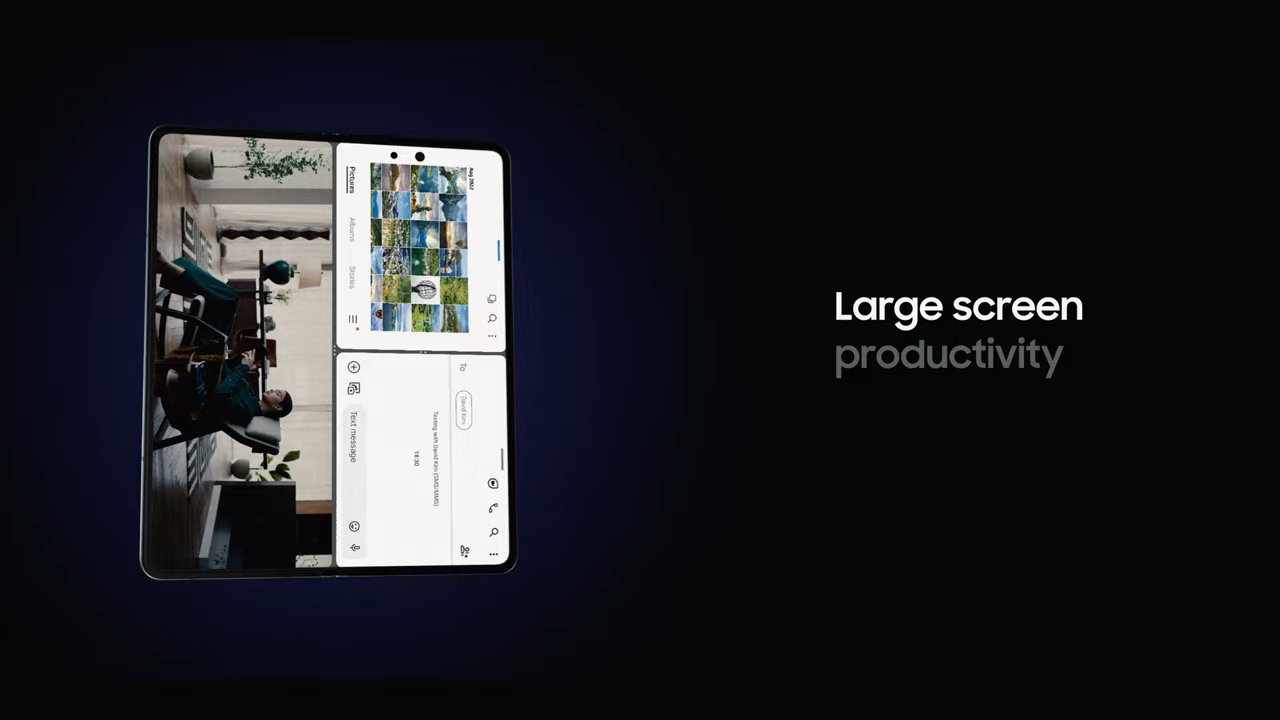 Large screen
productivity
Aug 2022
Pictures
Albums
Stories
To
David Kim
Texting with David Kim (SMS/MMS)
18:30
Text message